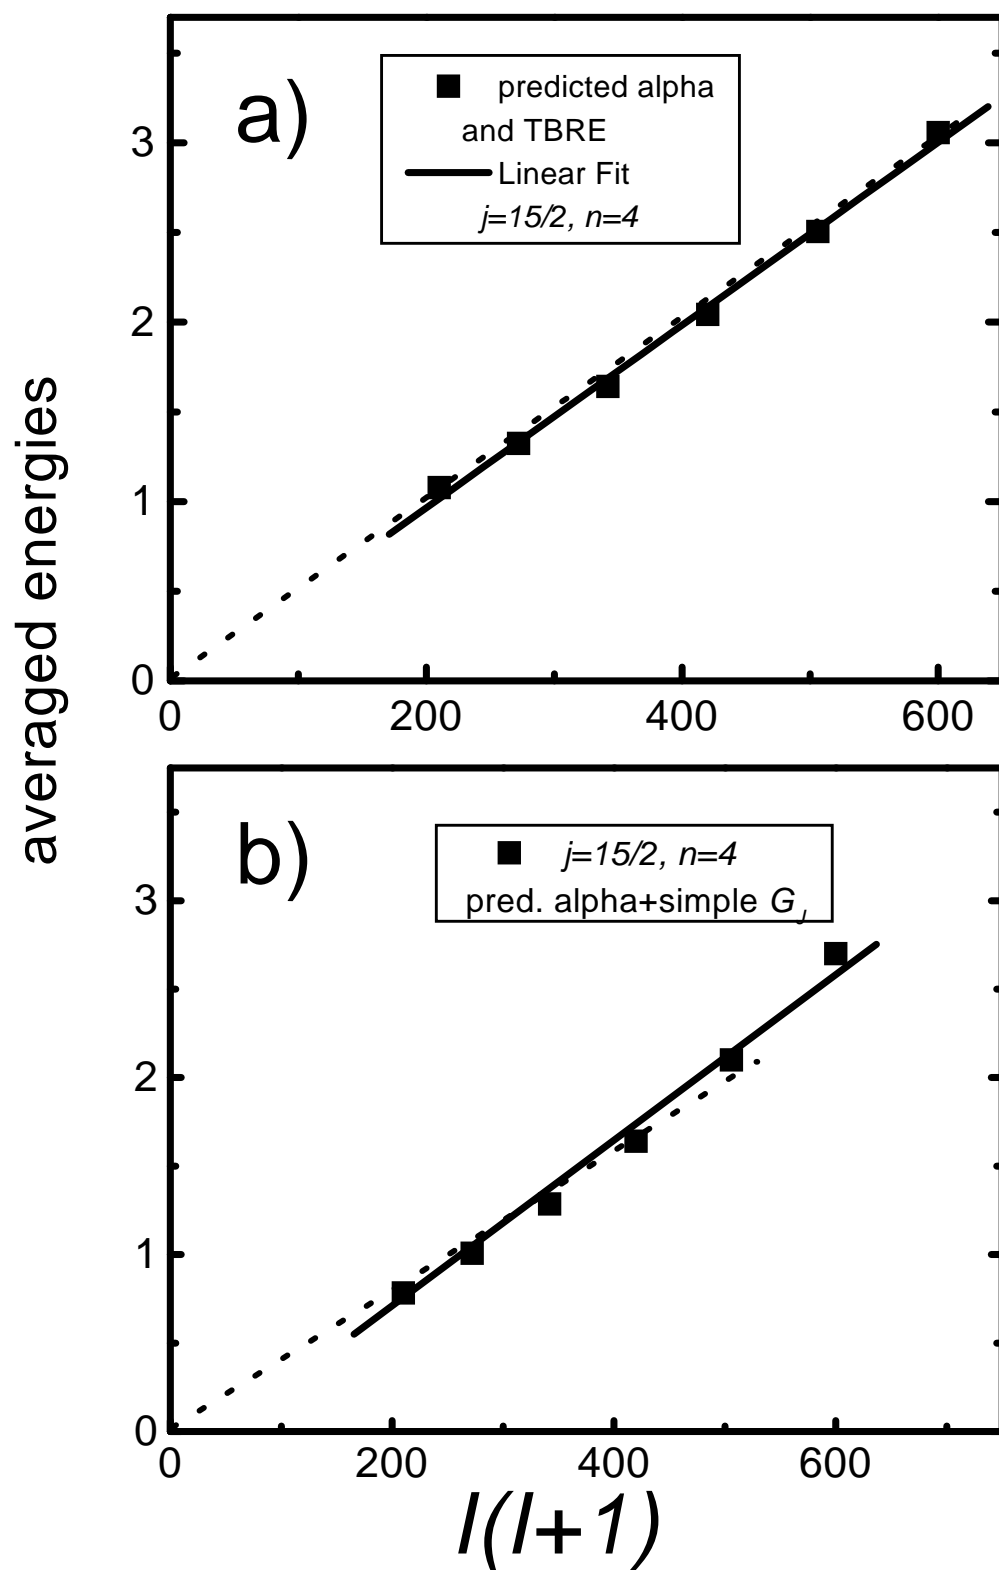 averaged energies
a)
predicted alpha
and TBRE
Linear Fit
j=15/2, n=4
3
2
1
0
0 200 400 600
b)
j=15/2, n=4
pred. alpha+simple G_J
3
2
1
0
0 200 400 600
I(I+1)